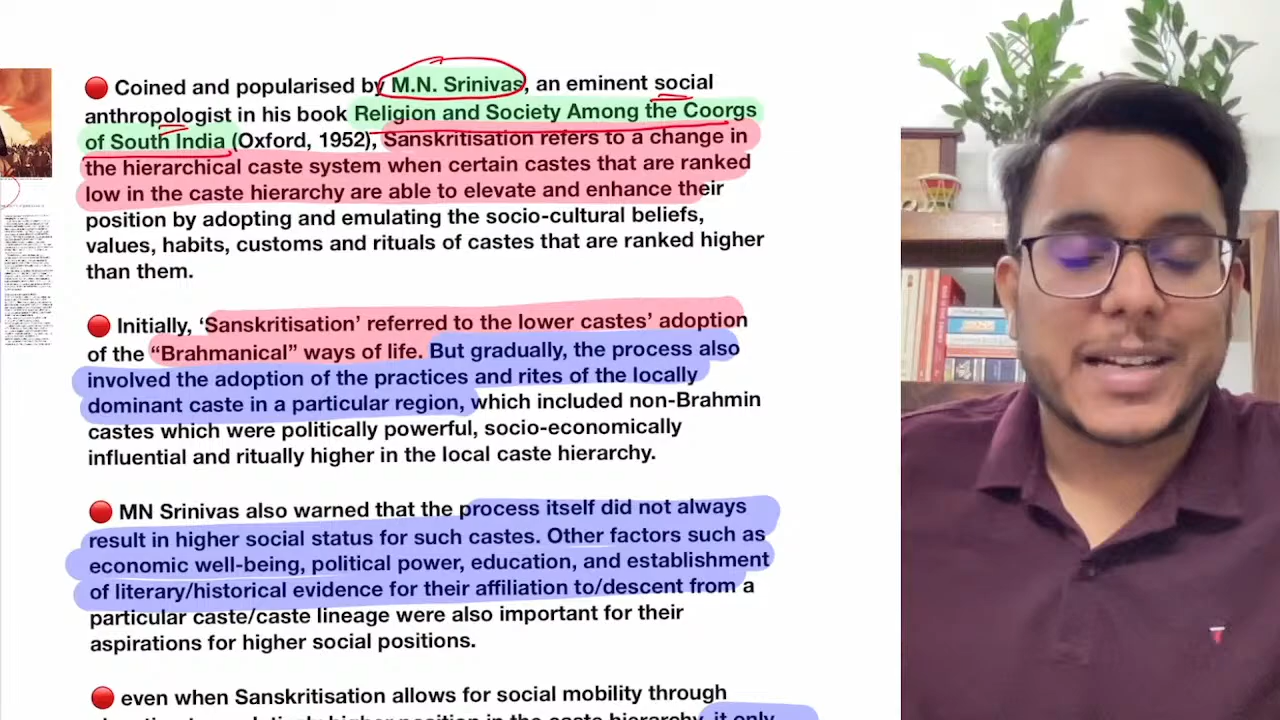 Coined and popularised by M.N. Srinivas, an eminent social
anthropologist in his book Religion and Society Among the Coorgs
of South India (Oxford, 1952), Sanskritisation refers to a change in
the hierarchical caste system when certain castes that are ranked
low in the caste hierarchy are able to elevate and enhance their
position by adopting and emulating the socio-cultural beliefs,
values, habits, customs and rituals of castes that are ranked higher
than them.
Initially, ‘Sanskritisation’ referred to the lower castes’ adoption
of the “Brahmanical” ways of life. But gradually, the process also
involved the adoption of the practices and rites of the locally
dominant caste in a particular region, which included non-Brahmin
castes which were politically powerful, socio-economically
influential and ritually higher in the local caste hierarchy.
MN Srinivas also warned that the process itself did not always
result in higher social status for such castes. Other factors such as
economic well-being, political power, education, and establishment
of literary/historical evidence for their affiliation to/descent from a
particular caste/caste lineage were also important for their
aspirations for higher social positions.
even when Sanskritisation allows for social mobility through
higher position in the caste hierarchy, it only